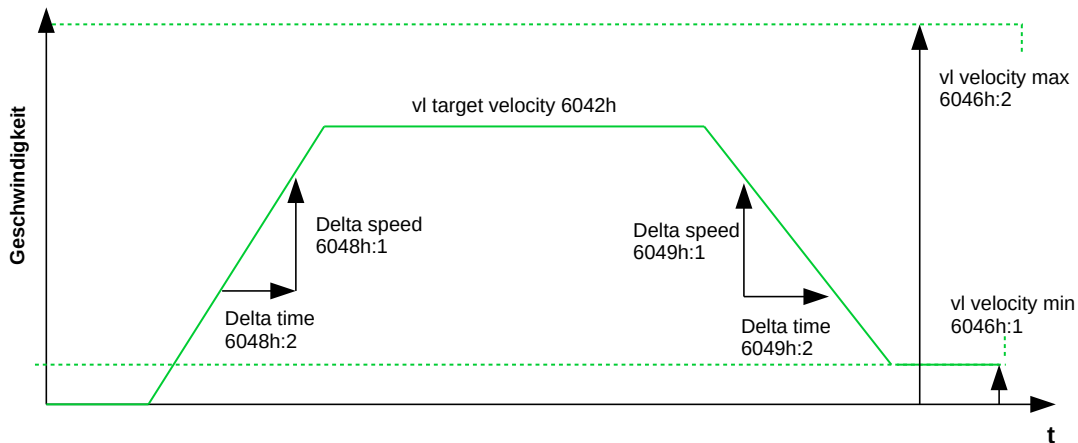 Geschwindigkeit
vl target velocity 6042h
vl velocity max
6046h:2
Delta speed
6048h:1
Delta time
6048h:2
Delta speed
6049h:1
Delta time
6049h:2
vl velocity min
6046h:1
t